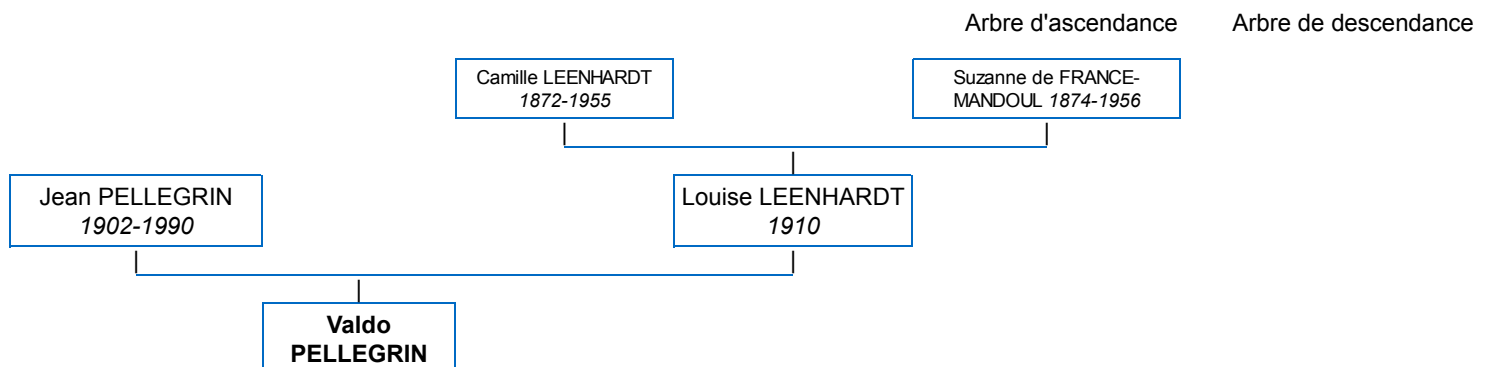 Arbre d'ascendance Arbre de descendance
Camille LEENHARDT
1872-1955
Suzanne de FRANCE-
MANDOUL 1874-1956
Jean PELLEGRIN
1902-1990
Louise LEENHARDT
1910
Valdo
PELLEGRIN